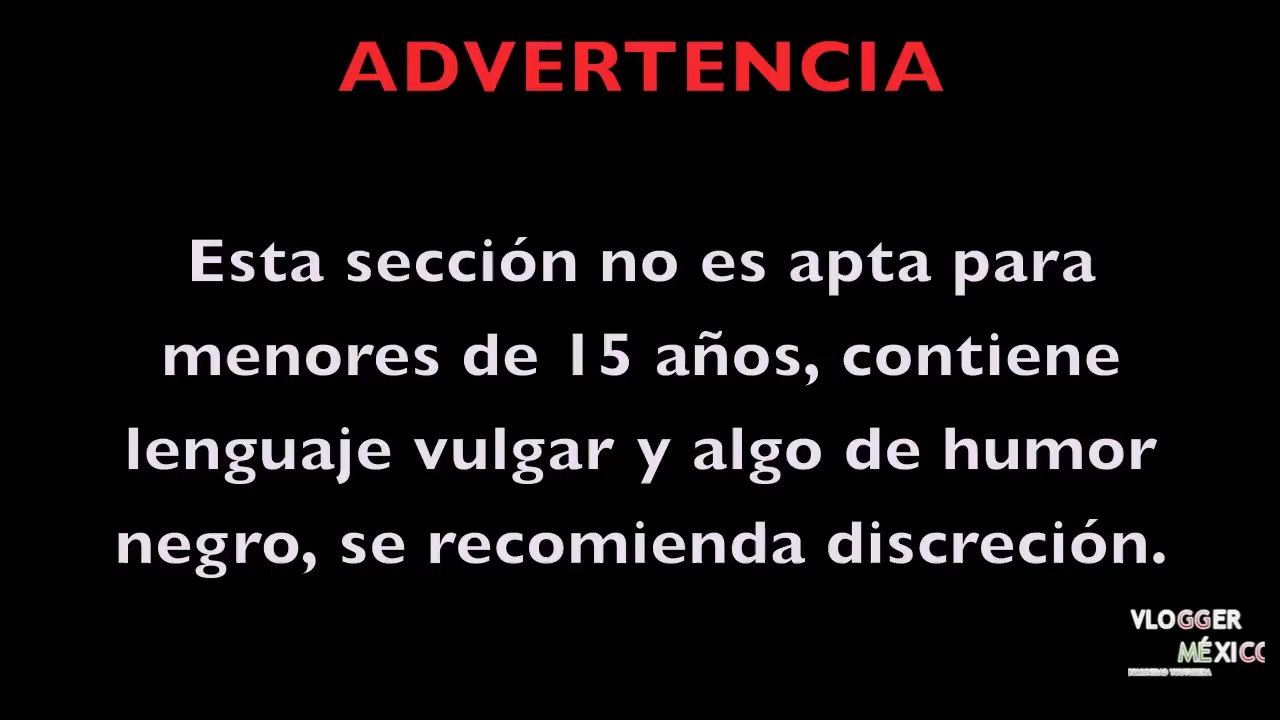 ADVERTENCIA
Esta sección no es apta para
menores de 15 años, contiene
lenguaje vulgar y algo de humor
negro, se recomienda discreción.
VLOGGER
MÉXICO